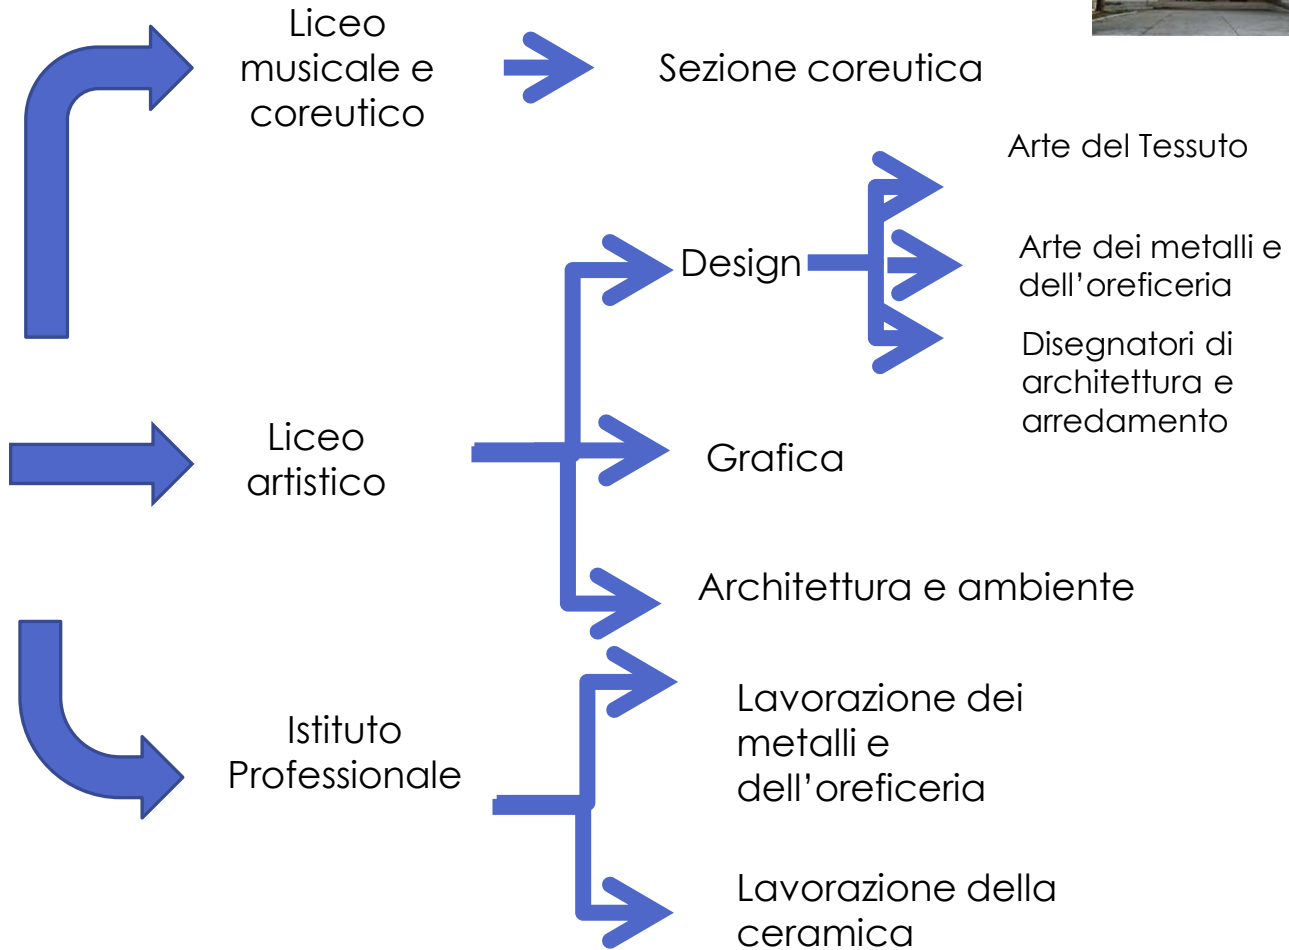 Liceo
musicale e
coreutico
Sezione coreutica
Arte del Tessuto
Design
Arte dei metalli e
dell’oreficeria
Disegnatori di
architettura e
arredamento
Liceo
artistico
Grafica
Architettura e ambiente
Istituto
Professionale
Lavorazione dei
metalli e
dell’oreficeria
Lavorazione della
ceramica